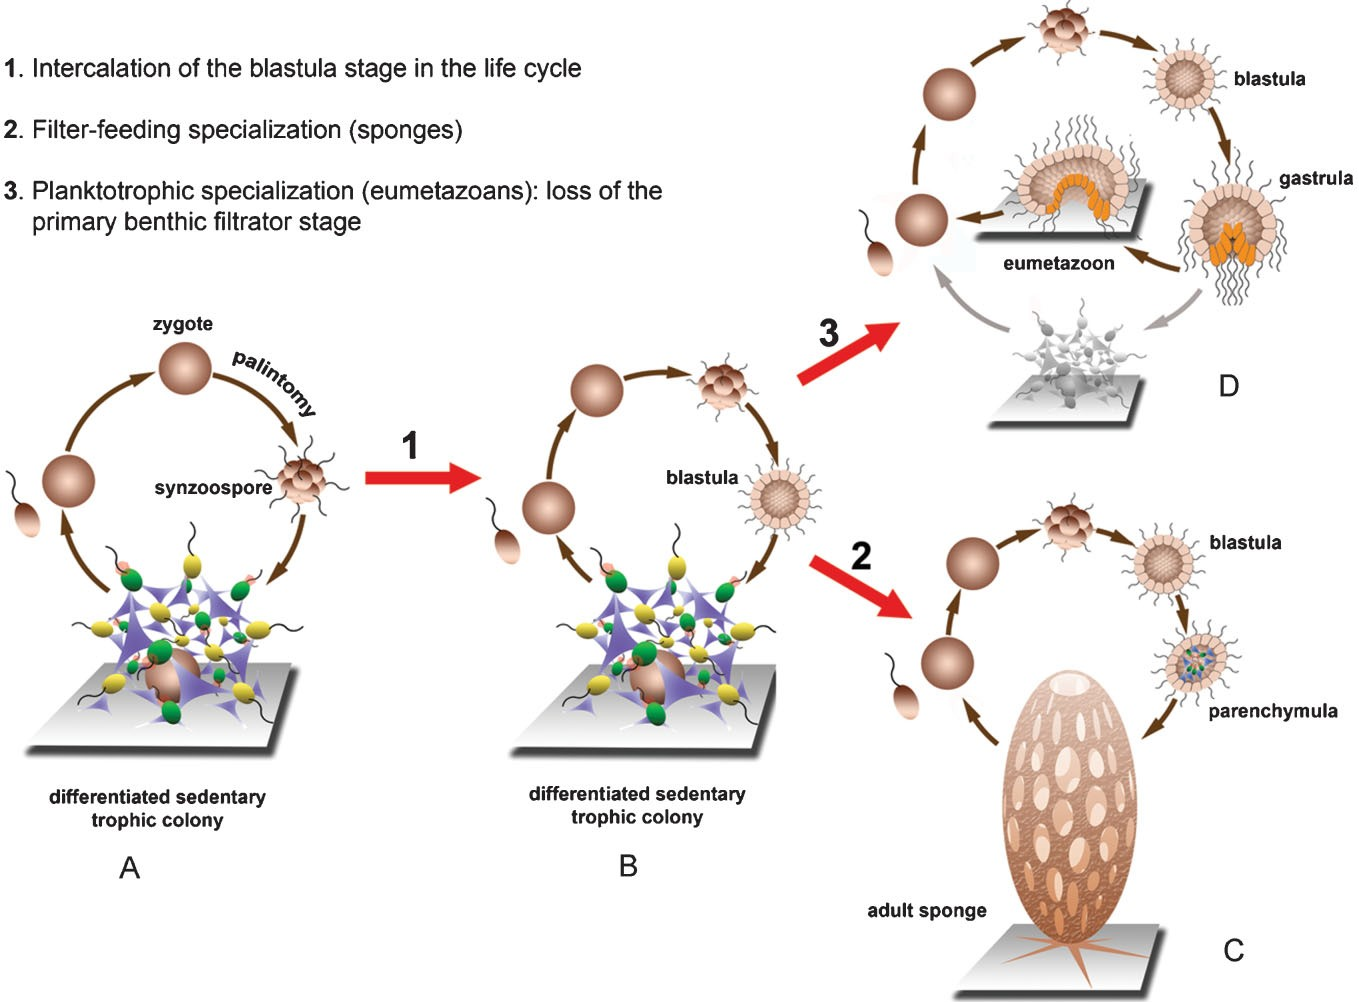 1. Intercalation of the blastula stage in the life cycle
2. Filter-feeding specialization (sponges)
3. Planktotrophic specialization (eumetazoans): loss of the
primary benthic filtrator stage
zygote
palintomy
synzoospore
differentiated sedentary
trophic colony
A
1
blastula
differentiated sedentary
trophic colony
B
3
blastula
gastrula
eumetazoon
D
2
blastula
parenchymula
adult sponge
C